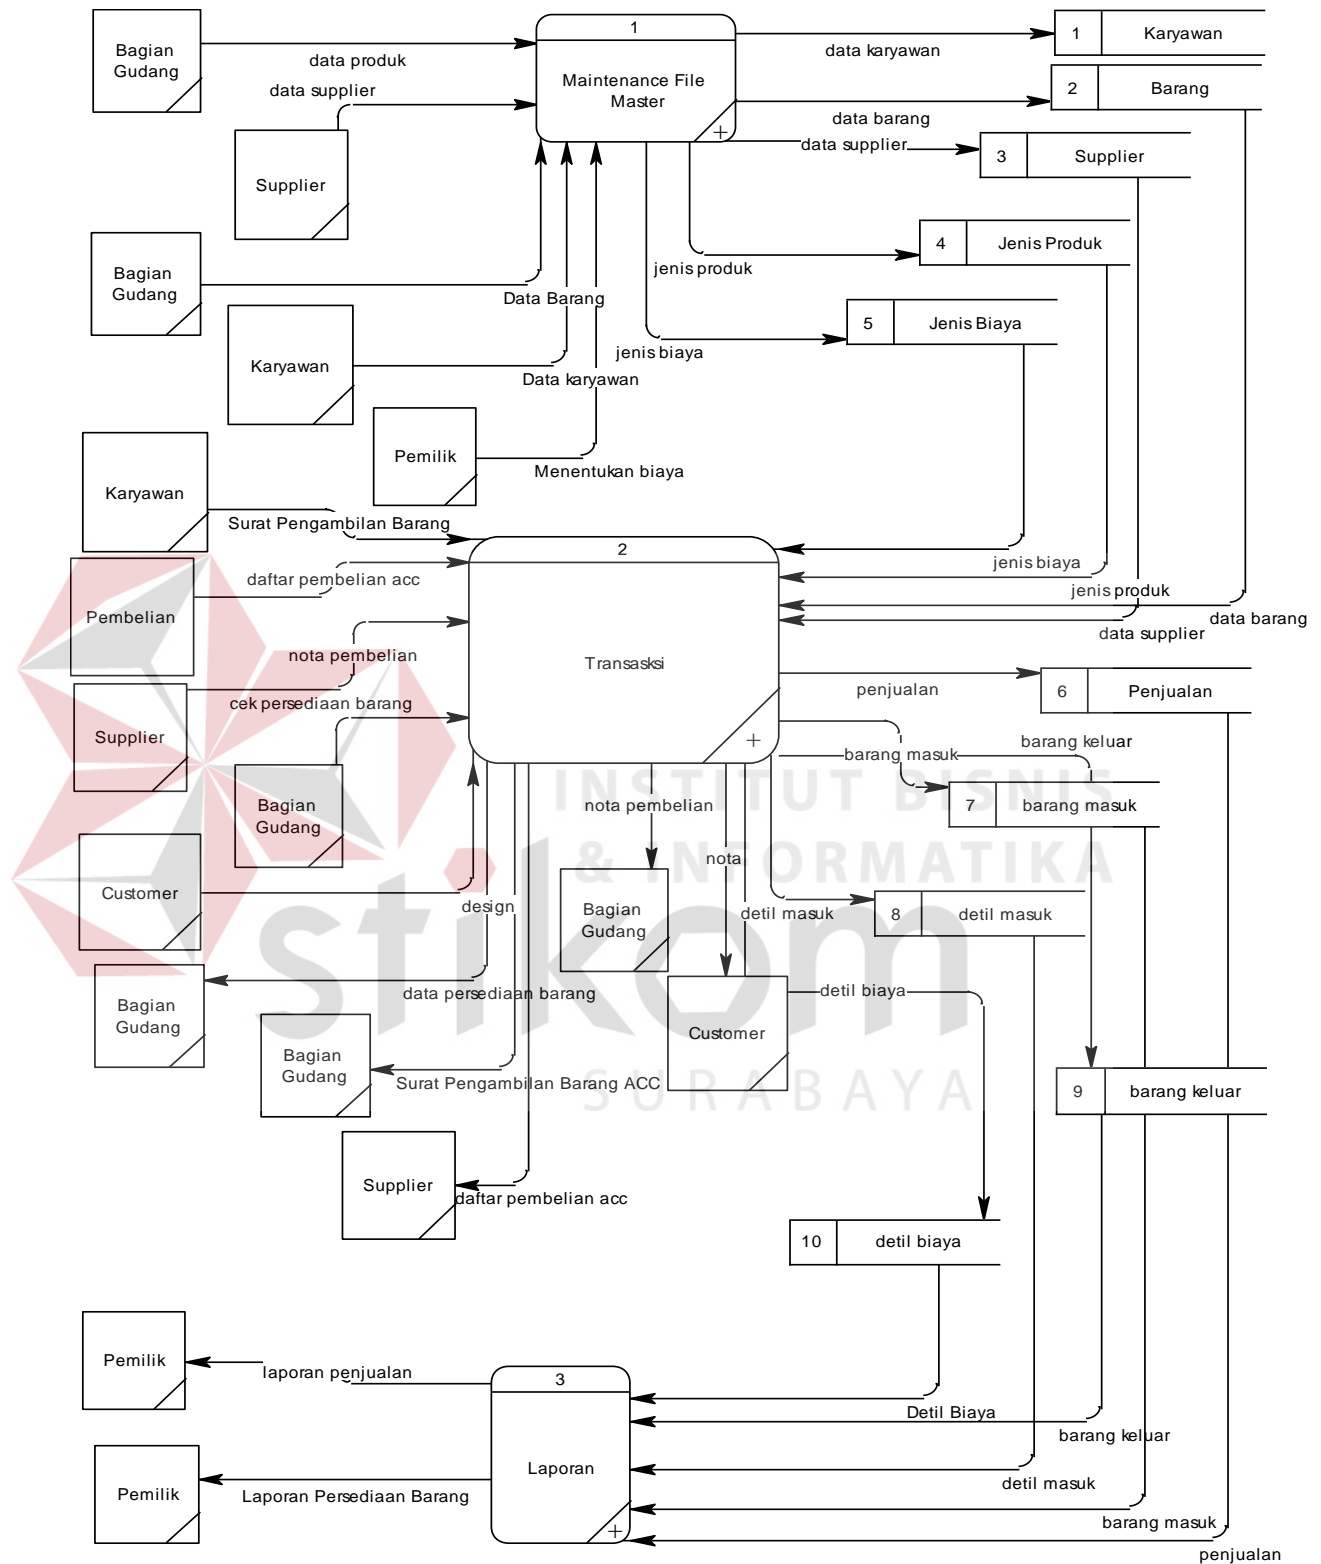 Bagian
Gudang
data produk
1
Maintenance File
Master
+
data karyawan
1
Karyawan
2
Barang
data barang
data supplier
Supplier
data supplier
3
Supplier
4
Jenis Produk
jenis produk
Bagian
Gudang
Data Barang
5
Jenis Biaya
jenis biaya
Karyawan
Data karyawan
Pemilik
Menentukan biaya
Karyawan
Surat Pengambilan Barang
2
Transasksi
+
jenis biaya
jenis produk
data barang
data supplier
Pembelian
daftar pembelian acc
nota pembelian
Supplier
cek persediaan barang
Bagian
Gudang
penjualan
6
Penjualan
barang masuk
barang keluar
7
barang masuk
INSTITUT BISNIS
& INFORMATIKA
stikom
SURABAYA
nota pembelian
Bagian
Gudang
nota
detil masuk
8
detil masuk
Customer
design
Bagian
Gudang
data persediaan barang
Customer
detil biaya
Bagian
Gudang
Surat Pengambilan Barang ACC
9
barang keluar
Supplier
daftar pembelian acc
10
detil biaya
Pemilik
laporan penjualan
3
Laporan
+
Detil Biaya
barang keluar
detil masuk
barang masuk
penjualan
Pemilik
Laporan Persediaan Barang